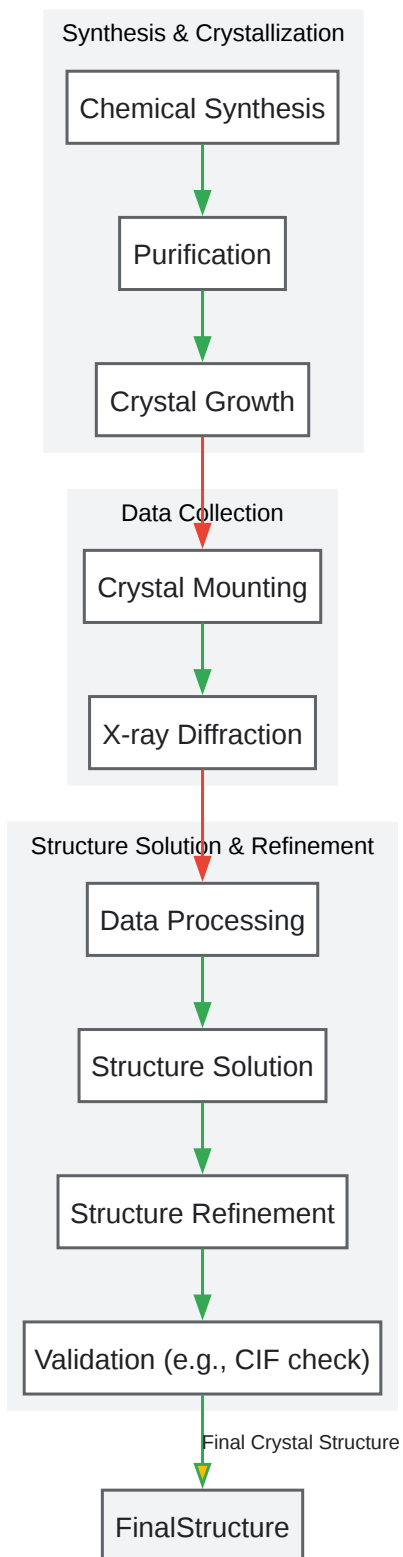 Synthesis & Crystallization
Chemical Synthesis
Purification
Crystal Growth
Data Collection
Crystal Mounting
X-ray Diffraction
Structure Solution & Refinement
Data Processing
Structure Solution
Structure Refinement
Validation (e.g., CIF check)
Final Crystal Structure
FinalStructure